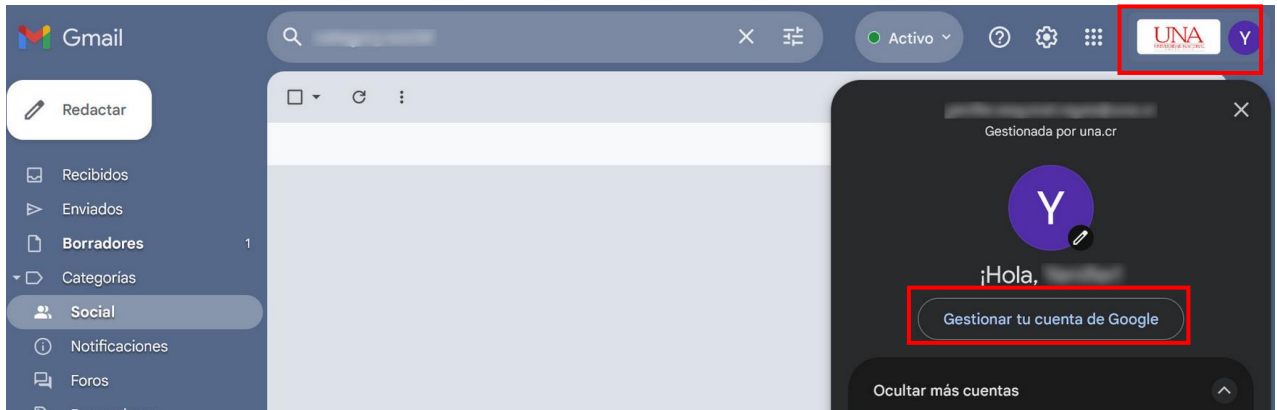 Gmail
Activo
UNA
Y
Redactar
Gestionada por una.cr
Recibidos
Enviados
Y
Borradores 1
Categorías
¡Hola,
Social
Gestionar tu cuenta de Google
Notificaciones
Foros
Ocultar más cuentas